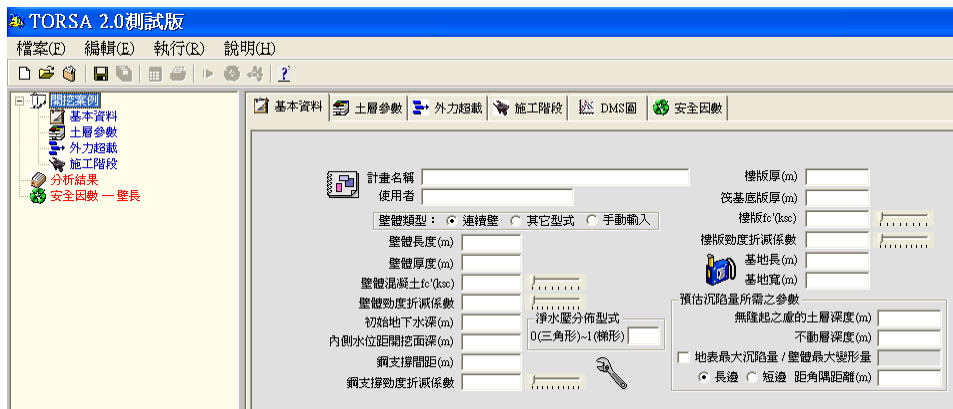 TORSA 2.0測試版
檔案(F) 編輯(E) 執行(R) 說明(H)
開挖案例
基本資料
土層參數
外力超載
施工階段
分析結果
安全因數 — 壁長
基本資料 土層參數 外力超載 施工階段 DMS圖 安全因數
計畫名稱
使用者
壁體類型： 連續壁 其它型式 手動輸入
壁體長度(m)
壁體厚度(m)
壁體混凝土fc'(ksc)
壁體勁度折減係數
初始地下水深(m)
內側水位距開挖面深(m)
鋼支撐間距(m)
鋼支撐勁度折減係數
淨水壓分佈型式
0(三角形)~1(梯形)
樓版厚(m)
筏基底版厚(m)
樓版fc'(ksc)
樓版勁度折減係數
基地長(m)
基地寬(m)
預估沉陷量所需之參數
無隆起之慮的土層深度(m)
不動層深度(m)
地表最大沉陷量 / 壁體最大變形量
長邊 短邊 距角隅距離(m)